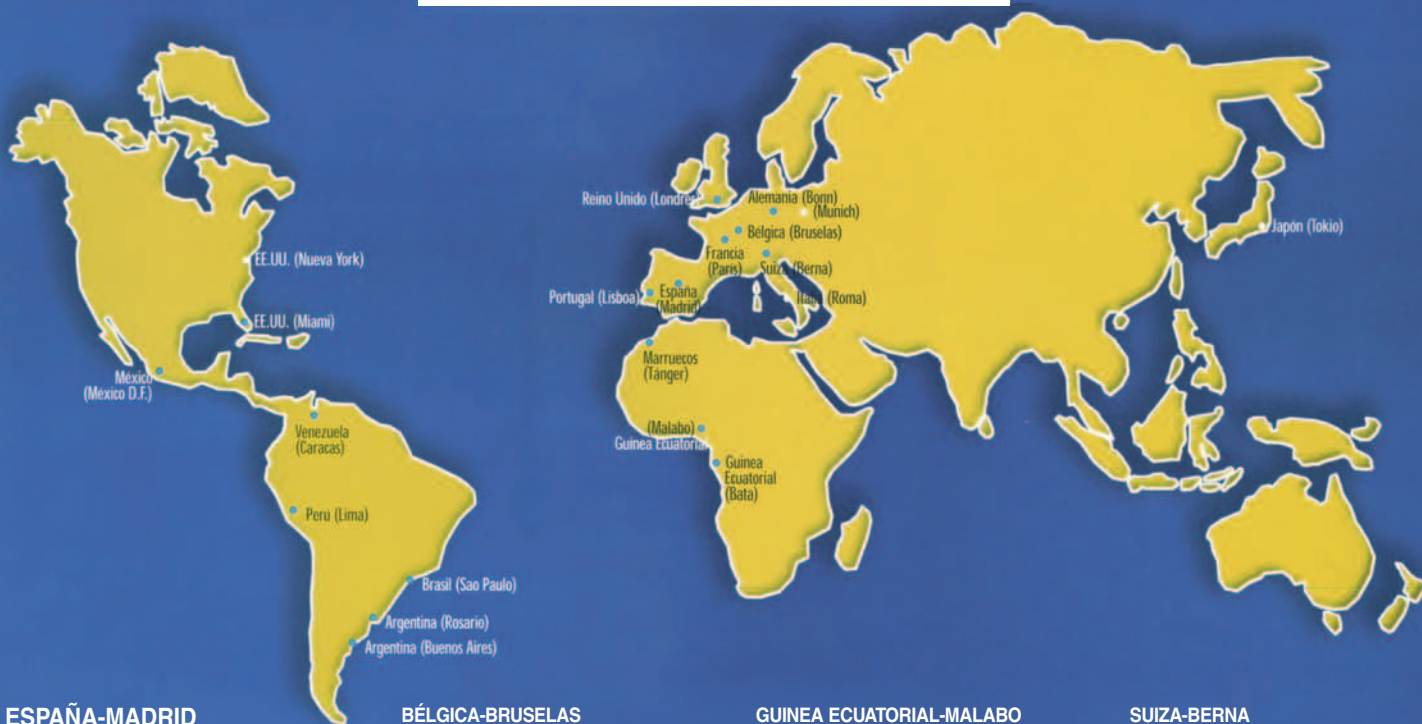 Reino Unido (Londres)
Alemania (Bonn)
(Munich)
Bélgica (Bruselas)
Francia
(París)
Suiza (Berna)
Portugal (Lisboa)
España
(Madrid)
Italia (Roma)
Japón (Tokio)
EE.UU. (Nueva York)
EE.UU. (Miami)
México
(México D.F.)
Marruecos
(Tánger)
Venezuela
(Caracas)
(Malabo)
Guinea Ecuatorial
Guinea
Ecuatorial
(Bata)
Perú (Lima)
Brasil (Sao Paulo)
Argentina (Rosario)
Argentina (Buenos Aires)
ESPAÑA-MADRID
BÉLGICA-BRUSELAS
GUINEA ECUATORIAL-MALABO
SUIZA-BERNA